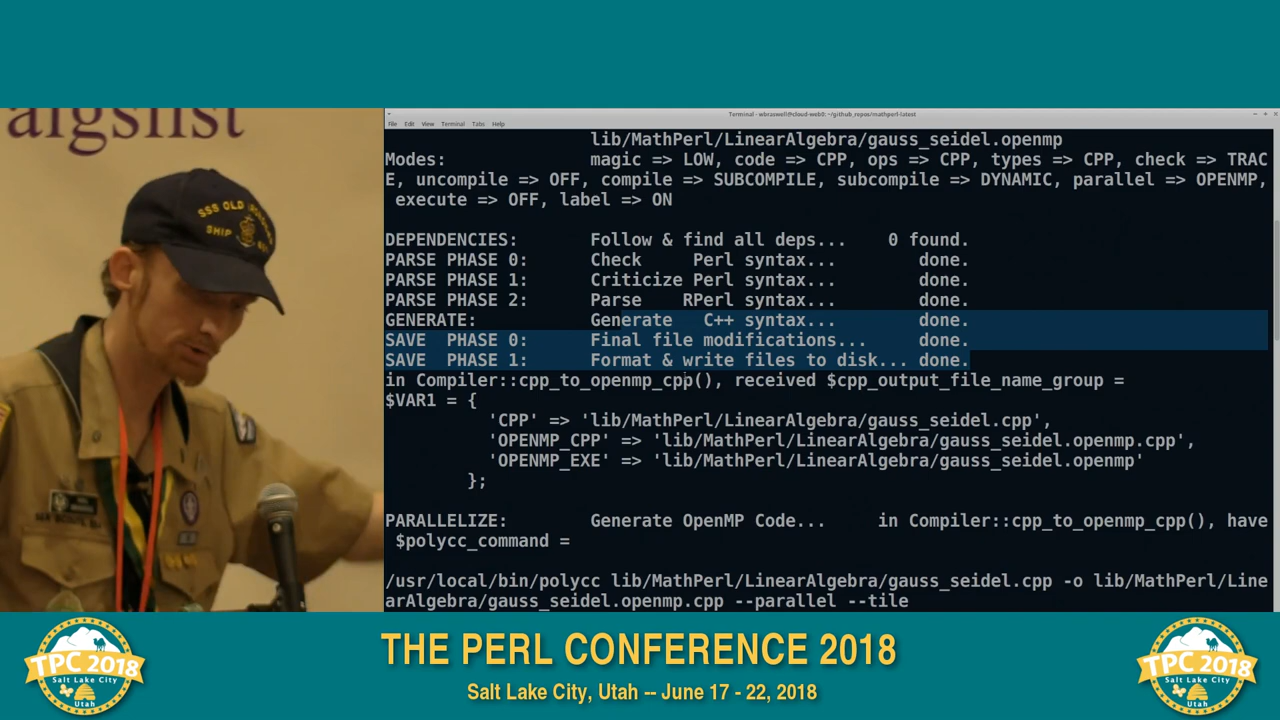 aigslist
SSS OLD IRONSIDES
SHIP
Terminal - wbraswell@cloud-web0: ~/github_repos/mathperl-latest
File Edit View Terminal Tabs Help
lib/MathPerl/LinearAlgebra/gauss_seidel.openmp
Modes: magic => LOW, code => CPP, ops => CPP, types => CPP, check => TRAC
E, uncompile => OFF, compile => SUBCOMPILE, subcompile => DYNAMIC, parallel => OPENMP,
execute => OFF, label => ON
DEPENDENCIES: Follow & find all deps... 0 found.
PARSE PHASE 0: Check Perl syntax... done.
PARSE PHASE 1: Criticize Perl syntax... done.
PARSE PHASE 2: Parse RPerl syntax... done.
GENERATE: Generate C++ syntax... done.
SAVE PHASE 0: Final file modifications... done.
SAVE PHASE 1: Format & write files to disk... done.
in Compiler::cpp_to_openmp_cpp(), received $cpp_output_file_name_group =
$VAR1 = {
'CPP' => 'lib/MathPerl/LinearAlgebra/gauss_seidel.cpp',
'OPENMP_CPP' => 'lib/MathPerl/LinearAlgebra/gauss_seidel.openmp.cpp',
'OPENMP_EXE' => 'lib/MathPerl/LinearAlgebra/gauss_seidel.openmp'
};
PARALLELIZE: Generate OpenMP Code... in Compiler::cpp_to_openmp_cpp(), have
$polycc_command =
/usr/local/bin/polycc lib/MathPerl/LinearAlgebra/gauss_seidel.cpp -o lib/MathPerl/Line
arAlgebra/gauss_seidel.openmp.cpp --parallel --tile
TPC 2018
Salt Lake City
Utah
THE PERL CONFERENCE 2018
Salt Lake City, Utah -- June 17 - 22, 2018
TPC 2018
Salt Lake City
Utah